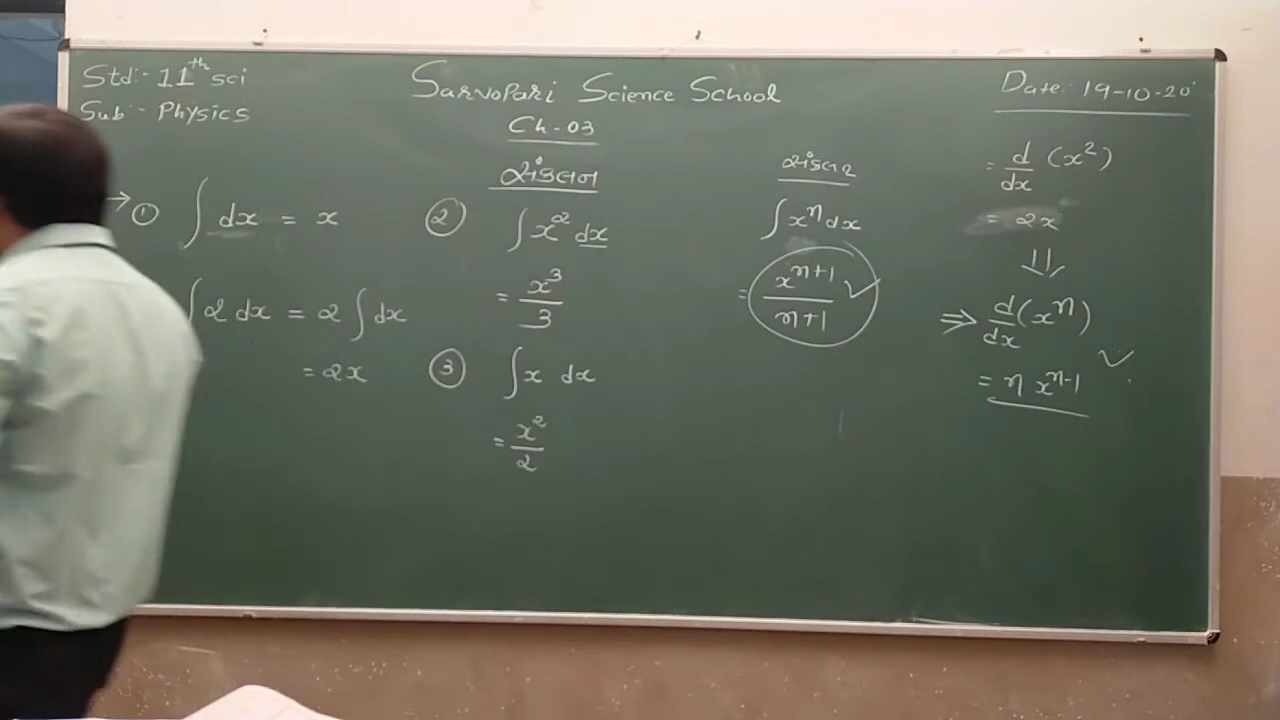 Std:- 11th sci
Sub:- Physics
Sarvopari Science School
Date: 19-10-20
Ch-03
સંકલન
→ ① ∫ dx = x
∫ 2 dx = 2 ∫ dx
= 2x
② ∫ x² dx
= x³/3
③ ∫ x dx
= x²/2
∫ xⁿ dx
= xⁿ⁺¹/n+1 ✓
= d/dx (x²)
= 2x
⇓
⇒ d/dx (xⁿ)
= n xⁿ⁻¹ ✓